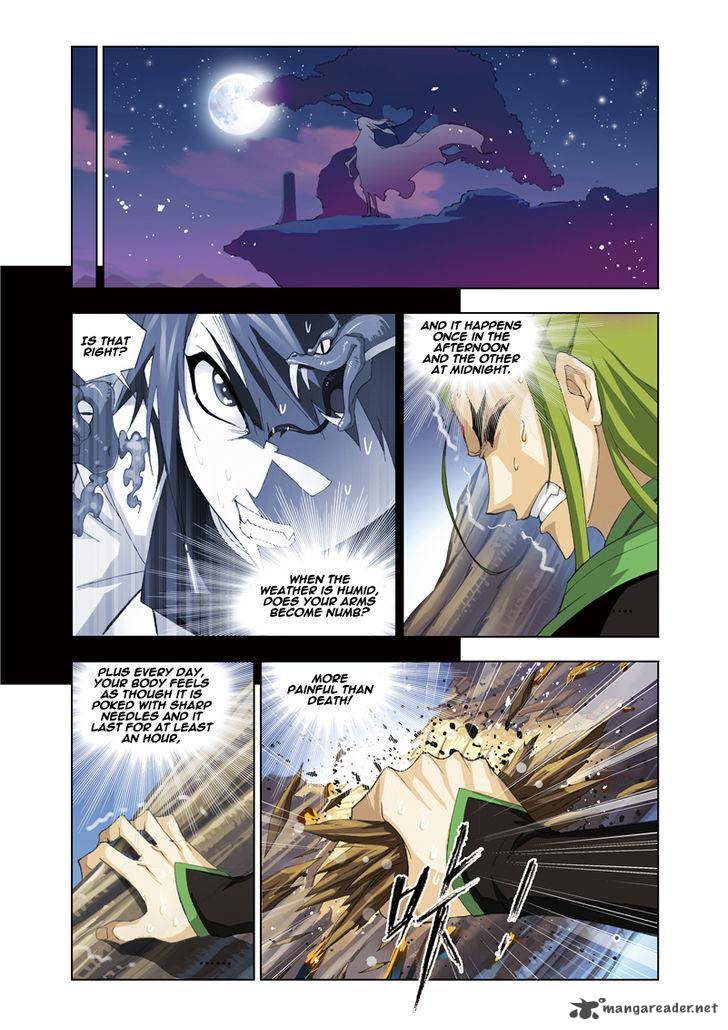 IS THAT
RIGHT?
WHEN THE
WEATHER IS HUMID,
DOES YOUR ARMS
BECOME NUMB?
AND IT HAPPENS
ONCE IN THE
AFTERNOON
AND THE OTHER
AT MIDNIGHT.
......
PLUS EVERY DAY,
YOUR BODY FEELS
AS THOUGH IT IS
POKED WITH SHARP
NEEDLES AND IT
LAST FOR AT LEAST
AN HOUR,
......
MORE
PAINFUL THAN
DEATH!
咔!
mangareader.net